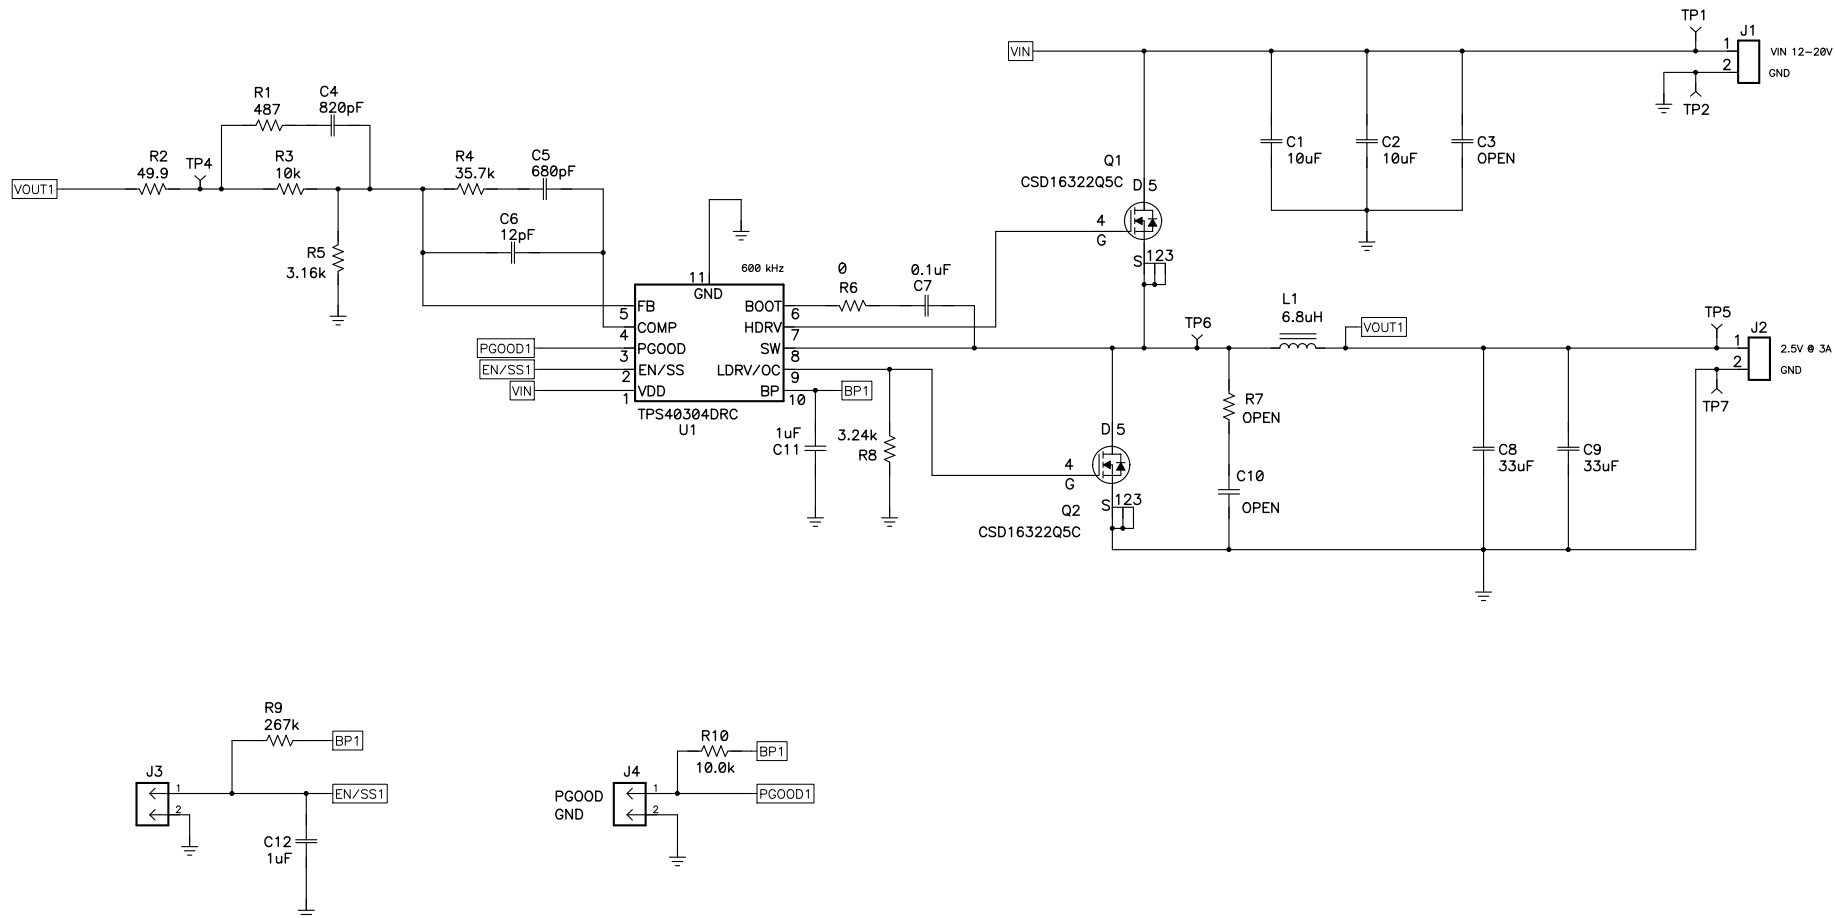 TP1
J1
VIN
1
VIN 12-20V
2
GND
TP2
R1
487
C4
820pF
R2
49.9
TP4
R3
10k
R4
35.7k
C5
680pF
VOUT1
C6
12pF
R5
3.16k
C1
10uF
C2
10uF
C3
OPEN
Q1
CSD16322Q5C
D 5
4
G
S 123
11
GND
600 kHz
0
R6
0.1uF
C7
FB
5
COMP
4
PGOOD1
PGOOD
3
EN/SS1
EN/SS
2
VIN
VDD
1
BOOT
6
HDRV
7
SW
8
LDRV/OC
9
BP
10
BP1
TPS40304DRC
U1
1uF
C11
3.24k
R8
TP6
L1
6.8uH
VOUT1
TP5
J2
1
2.5V @ 3A
2
GND
TP7
R7
OPEN
C10
OPEN
D 5
4
G
S 123
Q2
CSD16322Q5C
C8
33uF
C9
33uF
R9
267k
BP1
J3
1
2
EN/SS1
C12
1uF
R10
10.0k
BP1
J4
PGOOD
GND
1
2
PGOOD1